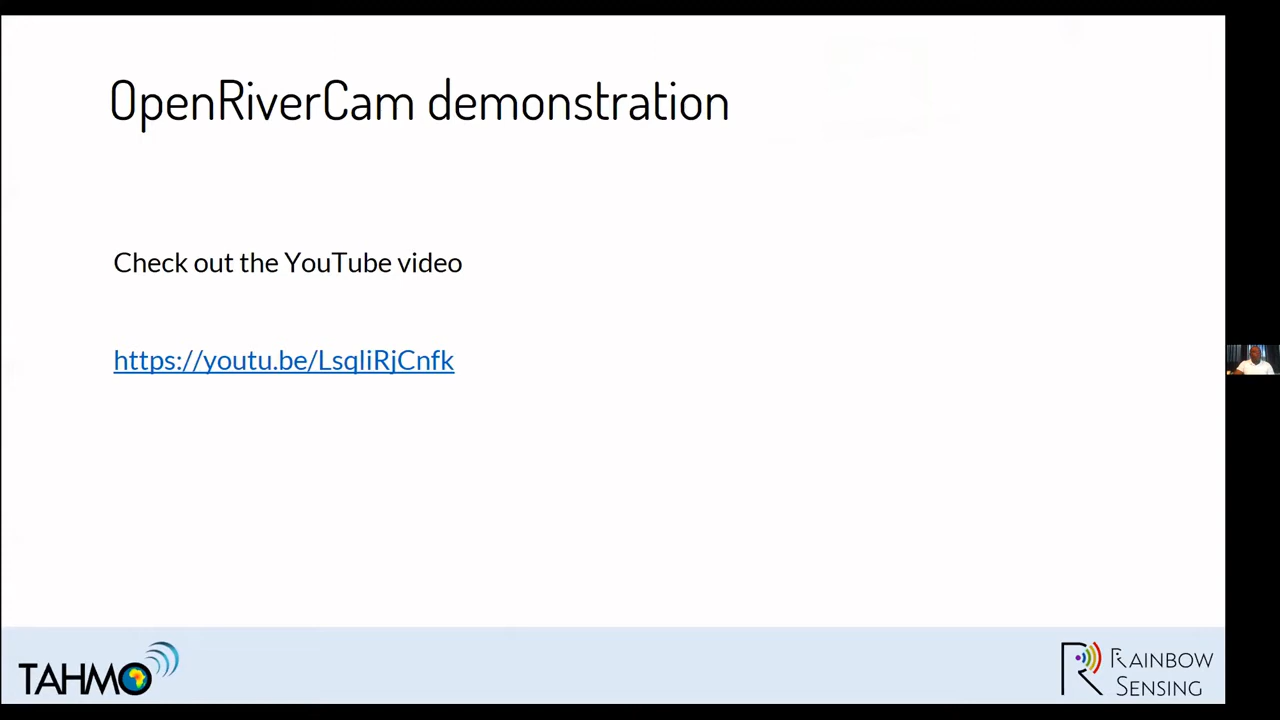 OpenRiverCam demonstration
Check out the YouTube video
https://youtu.be/LsqliRjCnfk
TAHMO
RAINBOW
SENSING